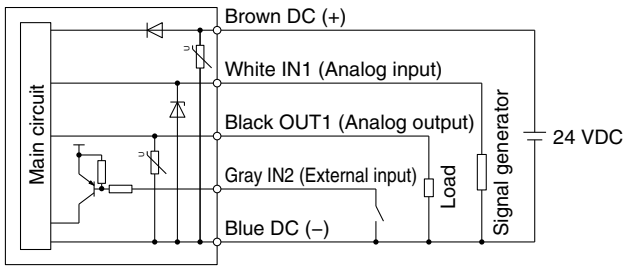 Brown DC (+)
White IN1 (Analog input)
Black OUT1 (Analog output)
Gray IN2 (External input)
Blue DC (−)
Main circuit
U
U
Load
Signal generator
24 VDC